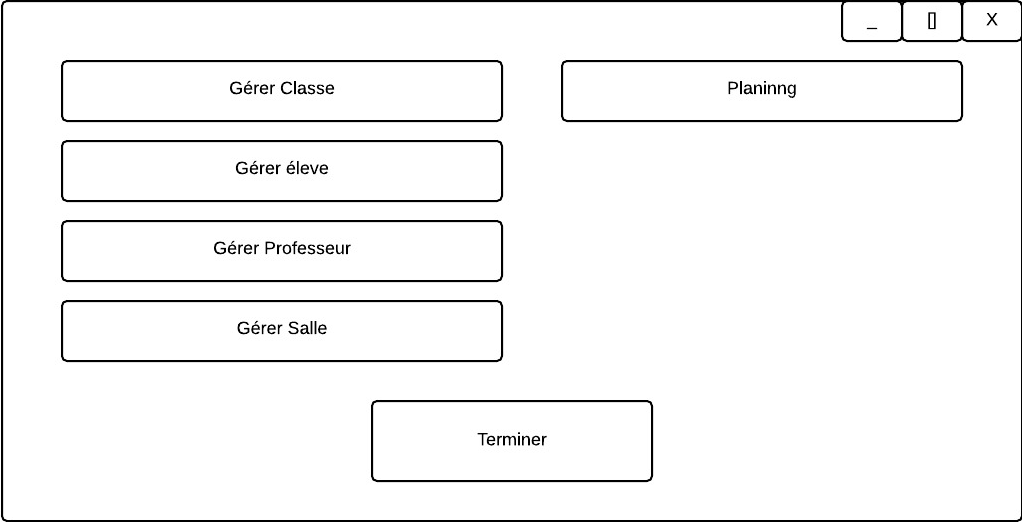 _ [] X
Gérer Classe
Planinng
Gérer éleve
Gérer Professeur
Gérer Salle
Terminer